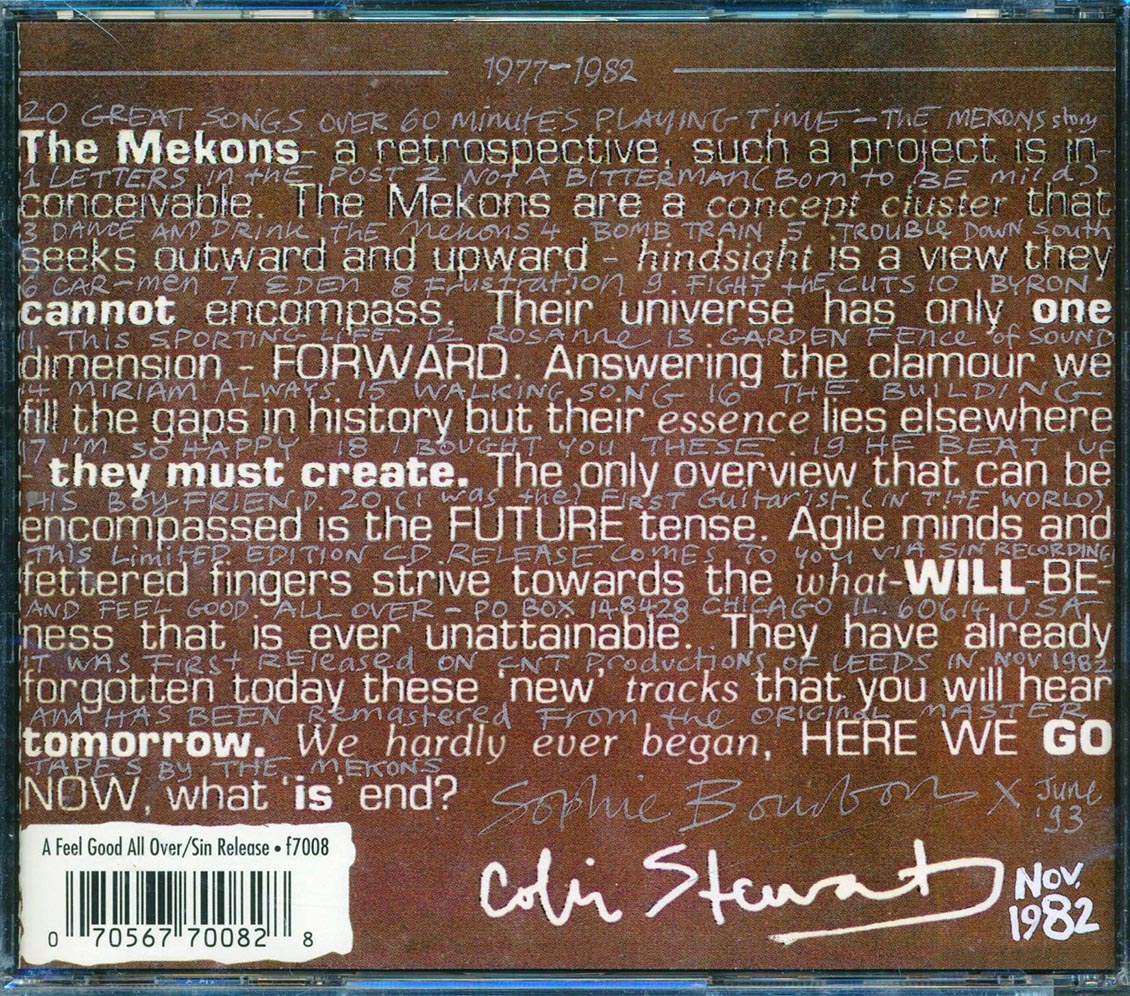 1977-1982
20 GREAT SONGS OVER 60 MINUTES PLAYING TIME - THE MEKONS story
The Mekons- a retrospective, such a project is in-
1 LETTERS in the POST 2 NOT A BITTERMAN (Born to BE mild)
conceivable. The Mekons are a concept cluster that
3 DANCE AND DRINK the Mekons 4 BOMB TRAIN 5 TROUBLE DOWN South
seeks outward and upward - hindsight is a view they
6 CAR-men 7 EDEN 8 Frustration 9 FIGHT the CUTS 10 BYRON
cannot encompass. Their universe has only one
11 This SPORTING LIFE 12 Rosanne 13 GARDEN FENCE of SOUND
dimension - FORWARD. Answering the clamour we
14 MIRIAM ALWAYS 15 WALKING SONG 16 THE BUILDING
fill the gaps in history but their essence lies elsewhere
17 I'M SO HAPPY 18 I BOUGHT YOU THESE 19 HE BEAT UP
- they must create. The only overview that can be
HIS BOYFRIEND 20 (I was the) FIRST GUITARIST (IN THE WORLD)
encompassed is the FUTURE tense. Agile minds and
This LIMITED EDITION CD RELEASE COMES TO you VIA SIN RECORDING
fettered fingers strive towards the what-WILL-BE-
AND FEEL GOOD ALL OVER - PO BOX 148428 CHICAGO IL. 60614 USA
ness that is ever unattainable. They have already
IT WAS FIRST RELEASED ON CNT PRODUCTIONS OF LEEDS IN NOV 1982
forgotten today these 'new' tracks that you will hear
And HAS BEEN Remastered From the ORIGINAL MASTER
tomorrow. We hardly ever began, HERE WE GO
TAPES BY THE MEKONS
NOW, what 'is' end?
Sophie Bourbon X June '93
A Feel Good All Over/Sin Release • f7008
Colin Stewart Nov. 1982
0 70567 70082 8